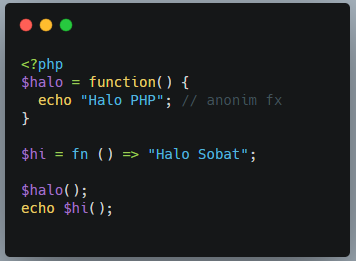 <?php
$halo = function() {
  echo "Halo PHP"; // anonim fx
}

$hi = fn () => "Halo Sobat";

$halo();
echo $hi();